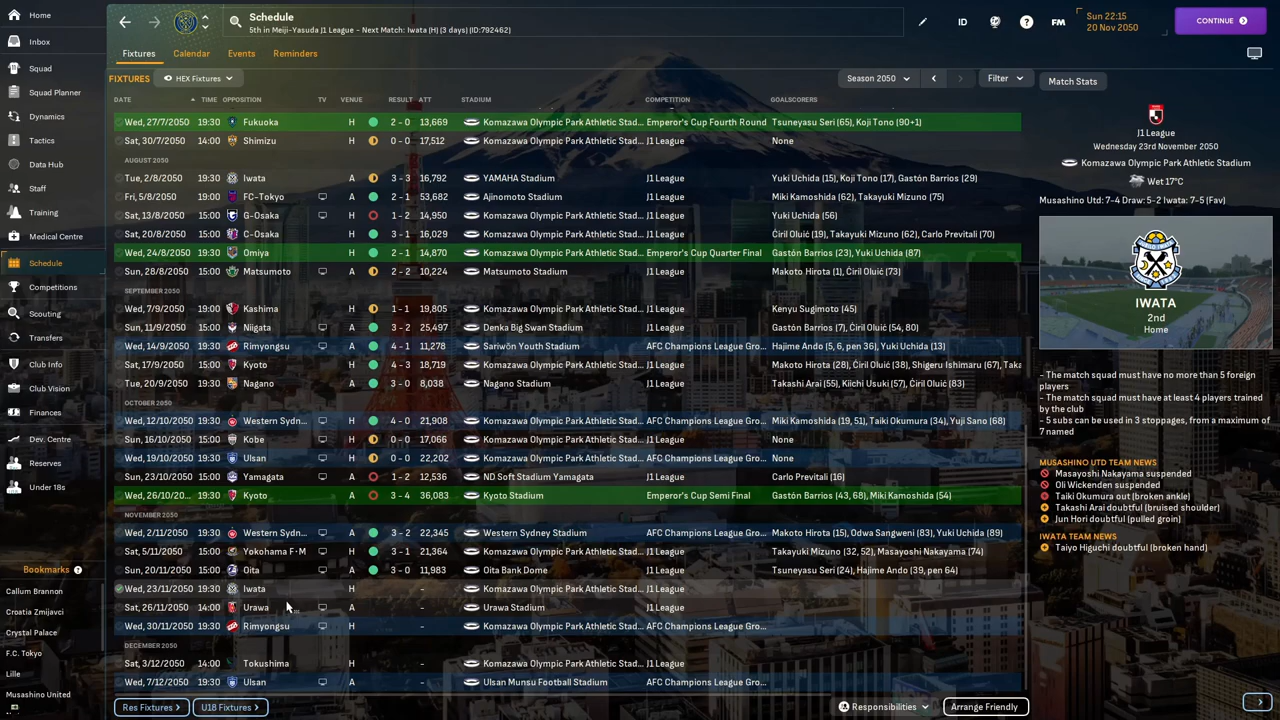 Home
Inbox
Squad
Squad Planner
Dynamics
Tactics
Data Hub
Staff
Training
Medical Centre
Schedule
Competitions
Scouting
Transfers
Club Info
Club Vision
Finances
Dev. Centre
Reserves
Under 18s
Bookmarks
Callum Brannon
Croatia Zmijavci
Crystal Palace
F.C. Tokyo
Lille
Musashino United
Schedule
5th in Meiji-Yasuda J1 League - Next Match: Iwata (H) (3 days) (ID:792462)
ID FM
Sun 22:15
20 Nov 2050
CONTINUE
Fixtures Calendar Events Reminders
FIXTURES HEX Fixtures Season 2050 Filter
DATE TIME OPPOSITION TV VENUE RESULT ATT STADIUM COMPETITION GOALSCORERS
Wed, 27/7/2050 19:30 Fukuoka H 2 - 0 13,669 Komazawa Olympic Park Athletic Stad... Emperor's Cup Fourth Round Tsuneyasu Seri (65), Koji Tono (90+1)
Sat, 30/7/2050 14:00 Shimizu H 0 - 0 17,512 Komazawa Olympic Park Athletic Stad... J1 League None
AUGUST 2050
Tue, 2/8/2050 19:30 Iwata A 3 - 3 16,792 YAMAHA Stadium J1 League Yuki Uchida (15), Koji Tono (17), Gastón Barrios (29)
Fri, 5/8/2050 19:00 FC-Tokyo A 2 - 1 53,682 Ajinomoto Stadium J1 League Miki Kamoshida (62), Takayuki Mizuno (75)
Sat, 13/8/2050 15:00 G-Osaka H 1 - 2 14,950 Komazawa Olympic Park Athletic Stad... J1 League Yuki Uchida (56)
Sat, 20/8/2050 15:00 C-Osaka H 3 - 1 16,029 Komazawa Olympic Park Athletic Stad... J1 League Ćiril Oluić (19), Takayuki Mizuno (62), Carlo Previtali (70)
Wed, 24/8/2050 19:00 Omiya H 2 - 1 14,870 Komazawa Olympic Park Athletic Stad... Emperor's Cup Quarter Final Gastón Barrios (23), Yuki Uchida (87)
Sun, 28/8/2050 15:00 Matsumoto A 2 - 2 10,224 Matsumoto Stadium J1 League Makoto Hirota (1), Ćiril Oluić (73)
SEPTEMBER 2050
Wed, 7/9/2050 19:30 Kashima H 1 - 1 19,805 Komazawa Olympic Park Athletic Stad... J1 League Kenyu Sugimoto (45)
Sun, 11/9/2050 15:00 Niigata A 3 - 2 25,497 Denka Big Swan Stadium J1 League Gastón Barrios (7), Ćiril Oluić (54, 80)
Wed, 14/9/2050 19:30 Rimyongsu A 4 - 1 11,278 Sariwŏn Youth Stadium AFC Champions League Gro... Hajime Ando (5, 6, pen 36), Yuki Uchida (13)
Sat, 17/9/2050 15:00 Kyoto H 4 - 3 18,719 Komazawa Olympic Park Athletic Stad... J1 League Makoto Hirota (28), Ćiril Oluić (38), Shigeru Iseki (67), Taka
Tue, 20/9/2050 19:30 Nagano A 3 - 0 8,038 Nagano Stadium J1 League Takashi Arai (55), Kiichi Usuki (57), Ćiril Oluić (83)
OCTOBER 2050
Wed, 12/10/2050 19:30 Western Sydn... H 4 - 0 21,908 Komazawa Olympic Park Athletic Stad... AFC Champions League Gro... Miki Kamoshida (19, 51), Taiki Okumura (34), Yuji Sano (68)
Sun, 16/10/2050 15:00 Kobe H 0 - 0 17,066 Komazawa Olympic Park Athletic Stad... J1 League None
Wed, 19/10/2050 19:30 Ulsan H 0 - 0 22,202 Komazawa Olympic Park Athletic Stad... AFC Champions League Gro... None
Sun, 23/10/2050 15:00 Yamagata A 1 - 2 12,536 ND Soft Stadium Yamagata J1 League Carlo Previtali (16)
Wed, 26/10/20... 19:30 Kyoto A 3 - 4 36,083 Kyoto Stadium Emperor's Cup Semi Final Gastón Barrios (43, 68), Miki Kamoshida (54)
NOVEMBER 2050
Wed, 2/11/2050 19:30 Western Sydn... A 3 - 2 22,345 Western Sydney Stadium AFC Champions League Gro... Makoto Hirota (15), Odwa Sangweni (83), Yuki Uchida (89)
Sat, 5/11/2050 15:00 Yokohama F·M H 3 - 1 21,364 Komazawa Olympic Park Athletic Stad... J1 League Takayuki Mizuno (32, 52), Masayoshi Nakayama (74)
Sun, 20/11/2050 15:00 Oita A 3 - 0 11,983 Oita Bank Dome J1 League Tsuneyasu Seri (24), Hajime Ando (39, pen 64)
Wed, 23/11/2050 19:30 Iwata H - Komazawa Olympic Park Athletic Stad... J1 League
Sat, 26/11/2050 14:00 Urawa A - Urawa Stadium J1 League
Wed, 30/11/2050 19:30 Rimyongsu H - Komazawa Olympic Park Athletic Stad... AFC Champions League Gro...
DECEMBER 2050
Sat, 3/12/2050 14:00 Tokushima H - Komazawa Olympic Park Athletic Stad... J1 League
Wed, 7/12/2050 19:30 Ulsan A - Ulsan Munsu Football Stadium AFC Champions League Gro...
Res Fixtures U18 Fixtures Responsibilities Arrange Friendly
Match Stats
J1 League
Wednesday 23rd November 2050
Komazawa Olympic Park Athletic Stadium
Wet 17°C
Musashino Utd: 7-4 Draw: 5-2 Iwata: 7-5 (Fav)
IWATA
2nd
Home
- The match squad must have no more than 5 foreign
players
- The match squad must have at least 4 players trained
by the club
- 5 subs can be used in 3 stoppages, from a maximum of
7 named
MUSASHINO UTD TEAM NEWS
Masayoshi Nakayama suspended
Oli Wickenden suspended
Taiki Okumura out (broken ankle)
Takashi Arai doubtful (bruised shoulder)
Jun Hori doubtful (pulled groin)
IWATA TEAM NEWS
Taiyo Higuchi doubtful (broken hand)